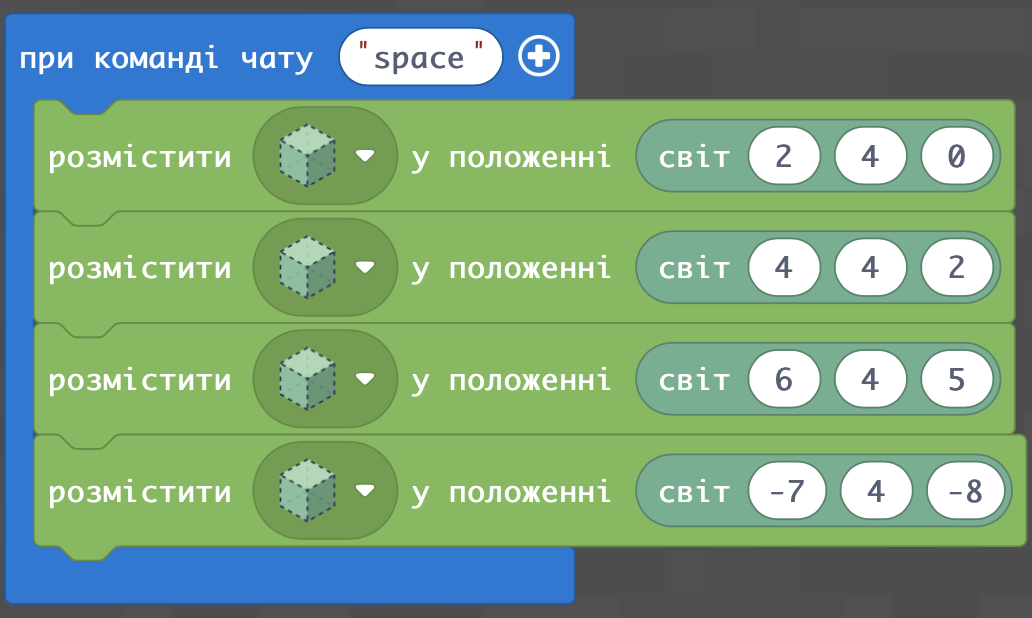 при команді чату "space"
розмістити у положенні світ 2 4 0
розмістити у положенні світ 4 4 2
розмістити у положенні світ 6 4 5
розмістити у положенні світ -7 4 -8